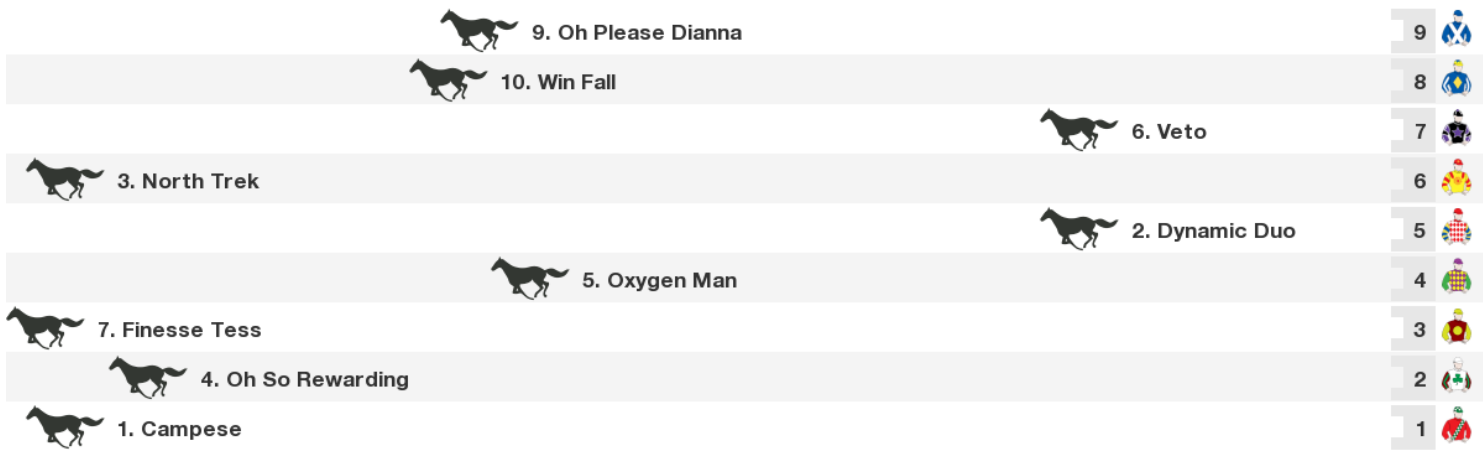 9. Oh Please Dianna 9
10. Win Fall 8
6. Veto 7
3. North Trek 6
2. Dynamic Duo 5
5. Oxygen Man 4
7. Finesse Tess 3
4. Oh So Rewarding 2
1. Campese 1